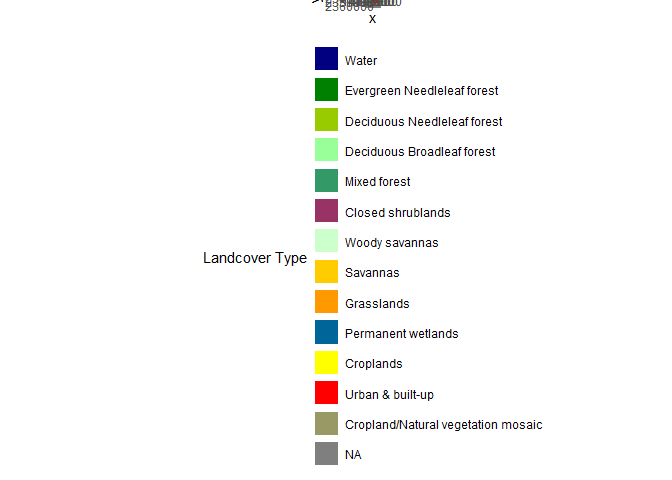 x
Landcover Type
Water
Evergreen Needleleaf forest
Deciduous Needleleaf forest
Deciduous Broadleaf forest
Mixed forest
Closed shrublands
Woody savannas
Savannas
Grasslands
Permanent wetlands
Croplands
Urban & built-up
Cropland/Natural vegetation mosaic
NA